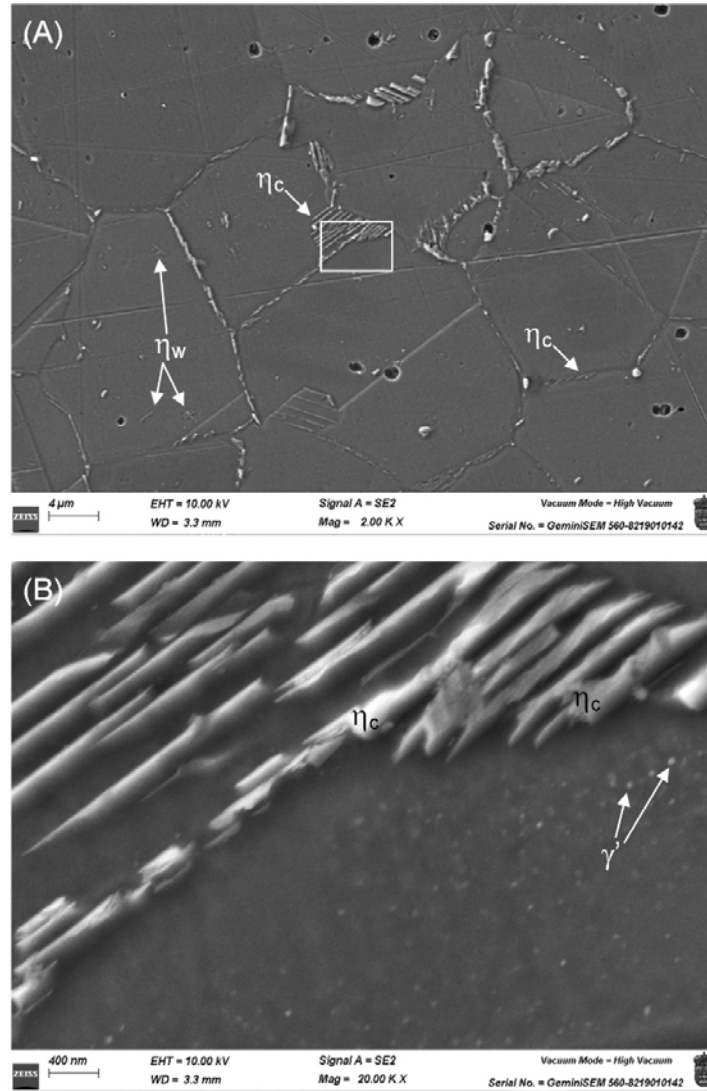 (A)
ηc
ηw
ηc
4 µm
EHT = 10.00 kV
Signal A = SE2
Vacuum Mode = High Vacuum
ZEISS
WD = 3.3 mm
Mag = 2.00 K X
Serial No. = GeminiSEM 560-8219010142
(B)
ηc
ηc
γ'
400 nm
EHT = 10.00 kV
Signal A = SE2
Vacuum Mode = High Vacuum
ZEISS
WD = 3.3 mm
Mag = 20.00 K X
Serial No. = GeminiSEM 560-8219010142